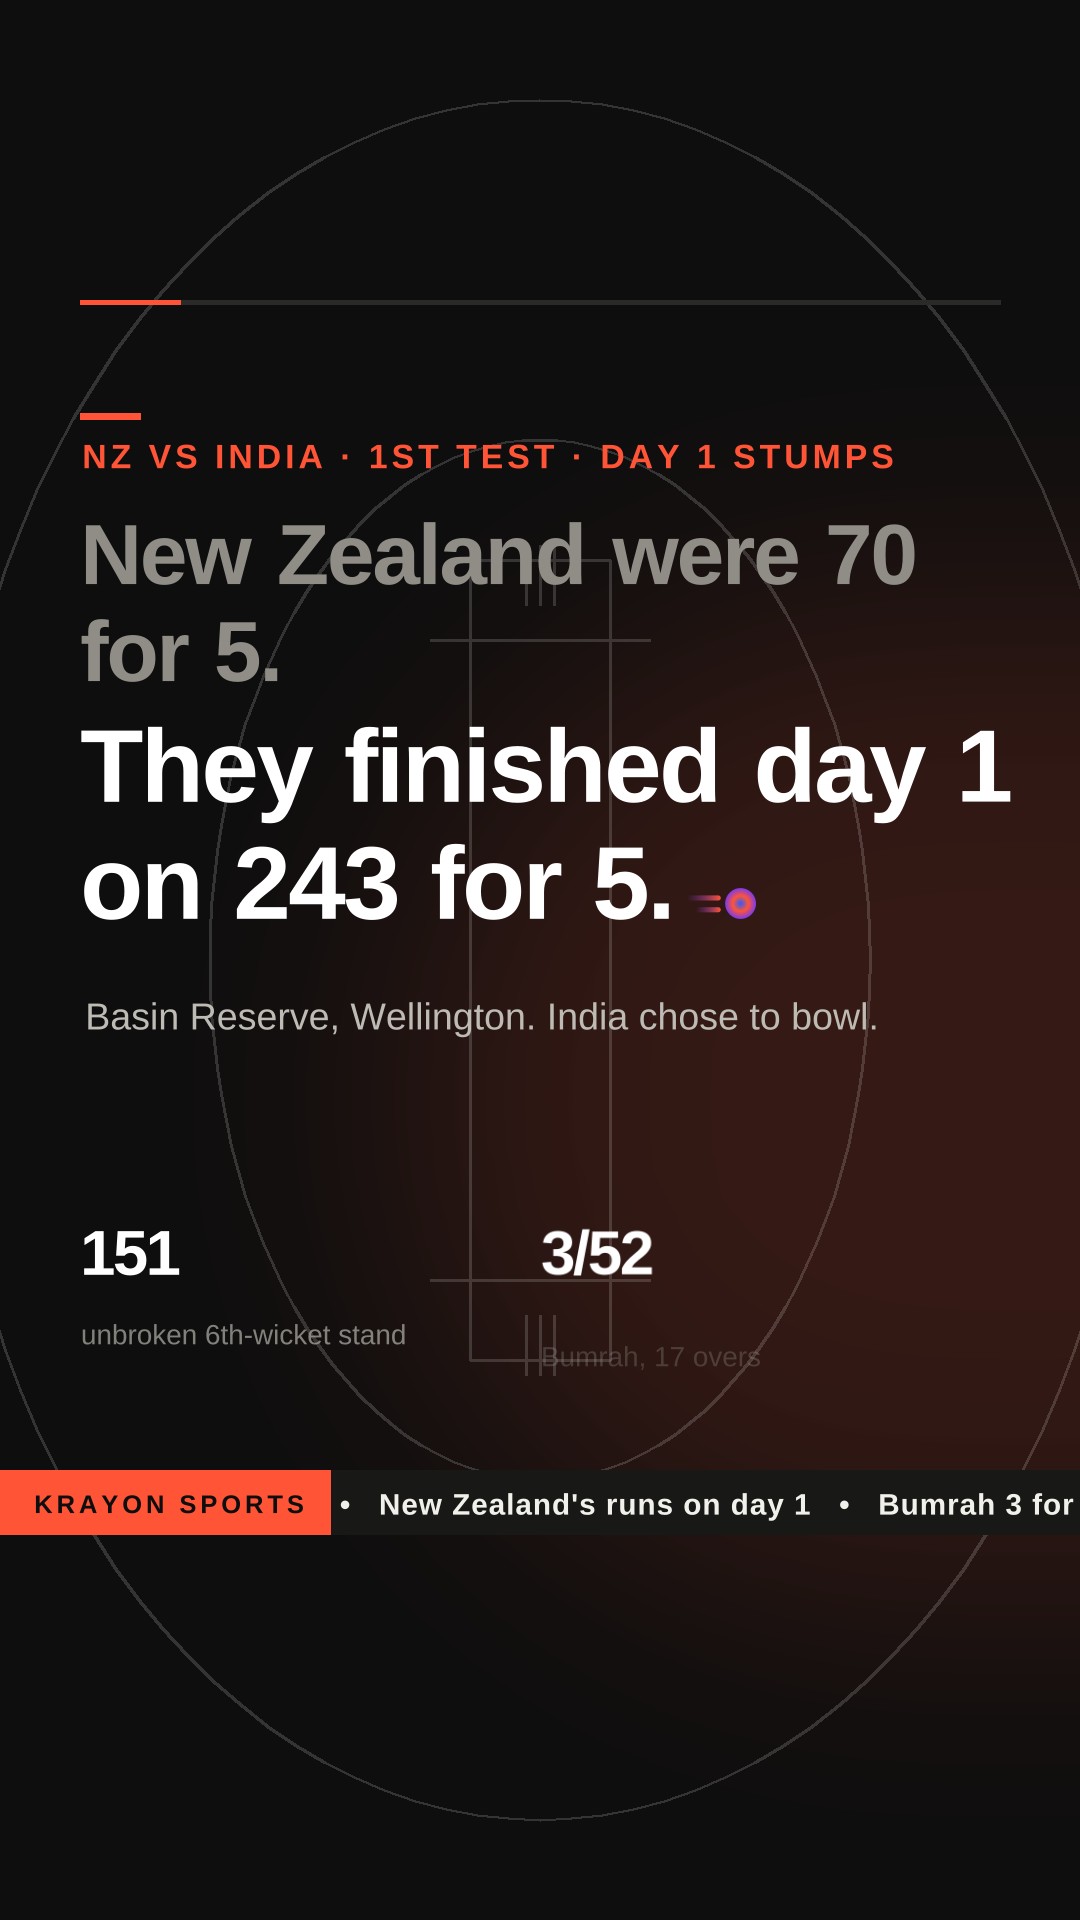 NZ VS INDIA · 1ST TEST · DAY 1 STUMPS
New Zealand were 70
for 5.
They finished day 1
on 243 for 5.
Basin Reserve, Wellington. India chose to bowl.
151
unbroken 6th-wicket stand
3/52
Bumrah, 17 overs
KRAYON SPORTS • New Zealand's runs on day 1 • Bumrah 3 for